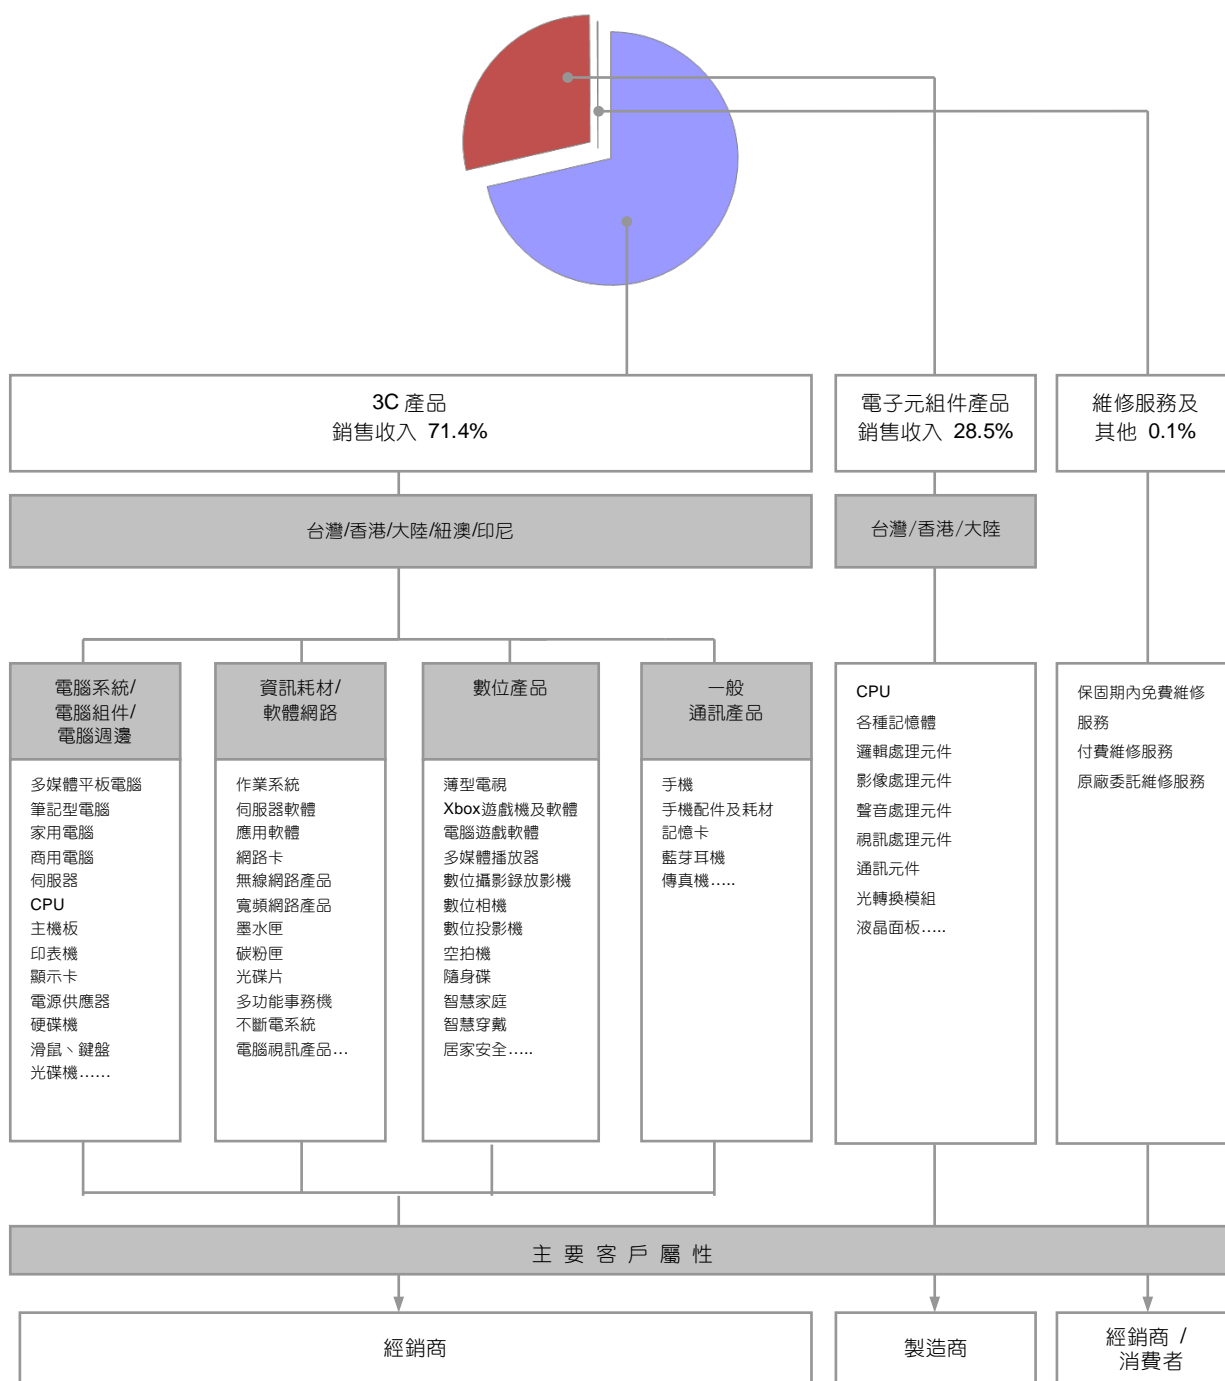 3C 產品
銷售收入 71.4%
電子元組件產品
銷售收入 28.5%
維修服務及
其他 0.1%
台灣/香港/大陸/紐澳/印尼
台灣/香港/大陸
電腦系統/
電腦組件/
電腦週邊
多媒體平板電腦
筆記型電腦
家用電腦
商用電腦
伺服器
CPU
主機板
印表機
顯示卡
電源供應器
硬碟機
滑鼠、鍵盤
光碟機……
資訊耗材/
軟體網路
作業系統
伺服器軟體
應用軟體
網路卡
無線網路產品
寬頻網路產品
墨水匣
碳粉匣
光碟片
多功能事務機
不斷電系統
電腦視訊產品…
數位產品
薄型電視
Xbox遊戲機及軟體
電腦遊戲軟體
多媒體播放器
數位攝影錄放影機
數位相機
數位投影機
空拍機
隨身碟
智慧家庭
智慧穿戴
居家安全…..
一般
通訊產品
手機
手機配件及耗材
記憶卡
藍芽耳機
傳真機…..
CPU
各種記憶體
邏輯處理元件
影像處理元件
聲音處理元件
視訊處理元件
通訊元件
光轉換模組
液晶面板…..
保固期內免費維修
服務
付費維修服務
原廠委託維修服務
主 要 客 戶 屬 性
經銷商
製造商
經銷商 /
消費者